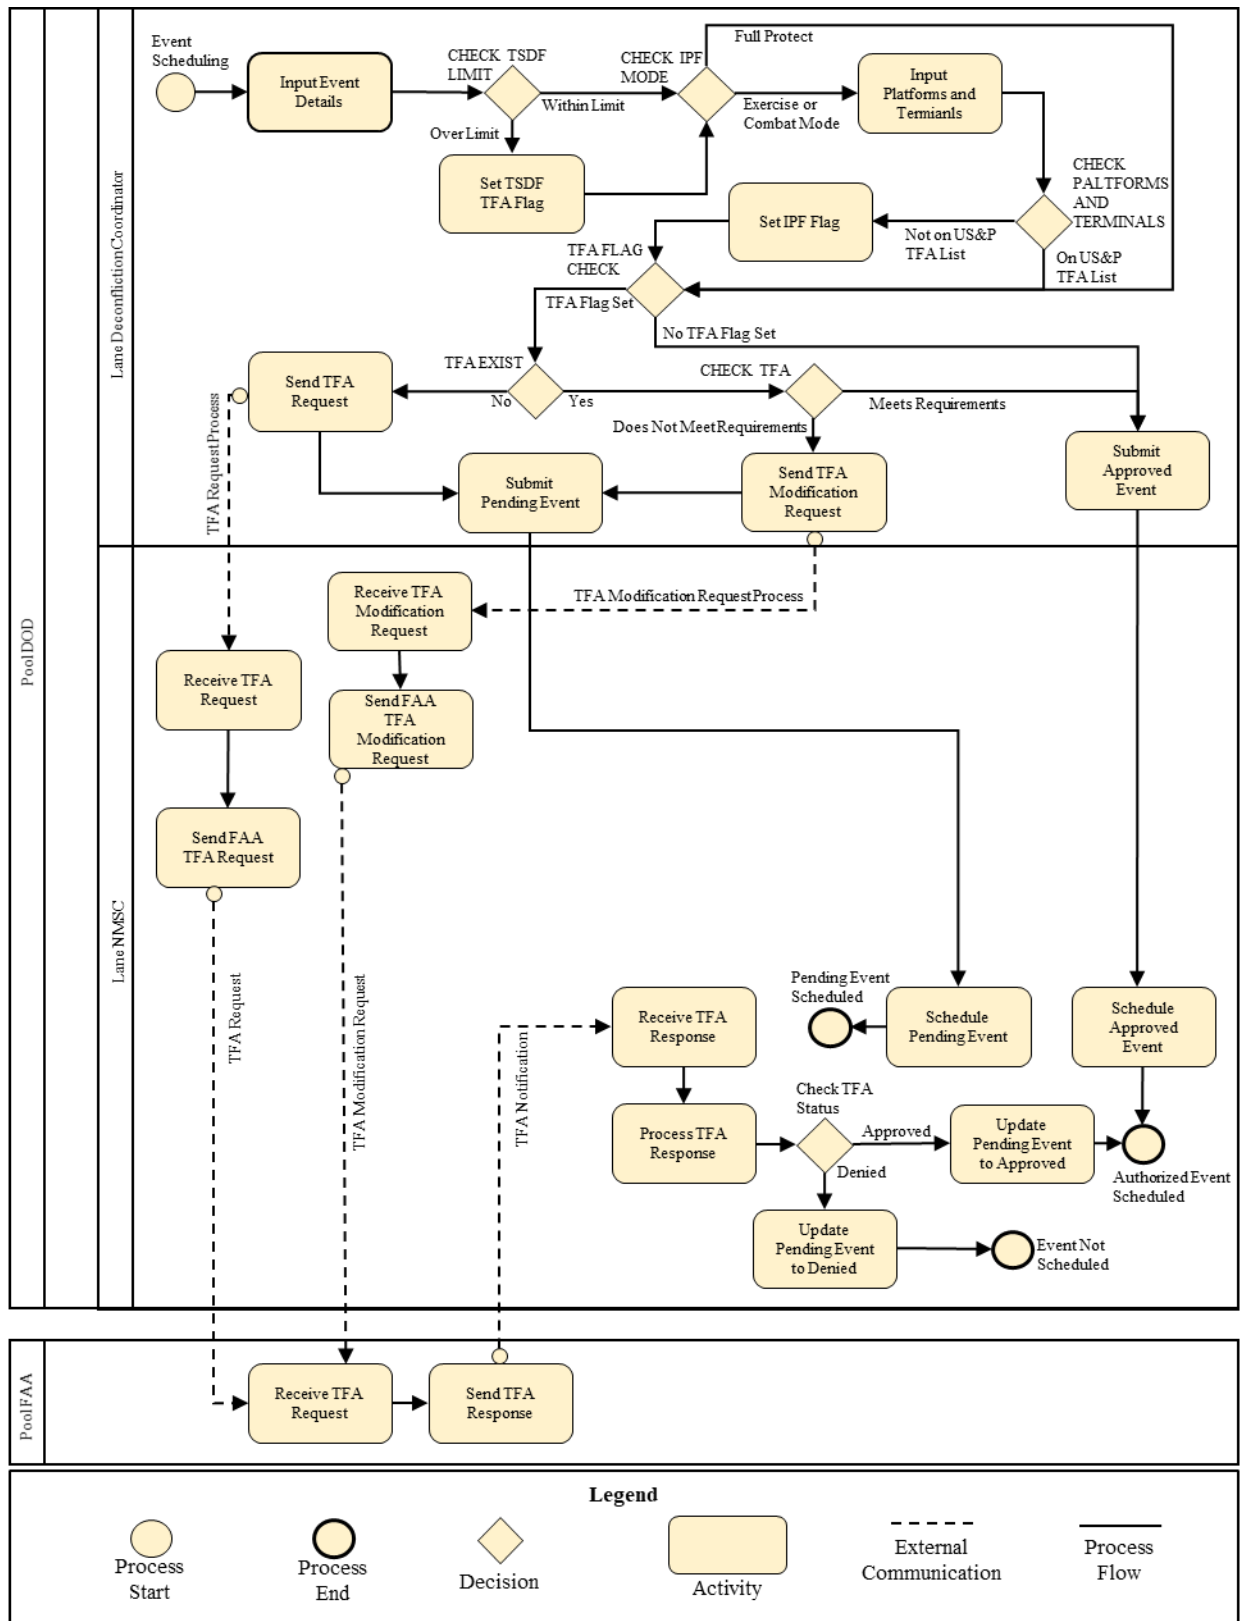 Pool DOD
Lane Deconfliction Coordinator
Event
Scheduling
Input Event
Details
CHECK TSDF
LIMIT
Within Limit
Over Limit
Set TSDF
TFA Flag
CHECK IPF
MODE
Full Protect
Exercise or
Combat Mode
Input
Platforms and
Termianls
CHECK
PALTFORMS
AND
TERMINALS
Not on US&P
TFA List
On US&P
TFA List
Set IPF Flag
TFA FLAG
CHECK
TFA Flag Set
No TFA Flag Set
TFA EXIST
No
Yes
Send TFA
Request
CHECK TFA
Meets Requirements
Does Not Meet Requirements
Submit
Pending Event
Send TFA
Modification
Request
Submit
Approved
Event
TFA Request Process
Lane NMSC
TFA Modification Request Process
Receive TFA
Modification
Request
Receive TFA
Request
Send FAA
TFA
Modification
Request
Send FAA
TFA Request
TFA Request
TFA Modification Request
TFA Notification
Receive TFA
Response
Pending Event
Scheduled
Schedule
Pending Event
Schedule
Approved
Event
Process TFA
Response
Check TFA
Status
Approved
Denied
Update
Pending Event
to Approved
Authorized Event
Scheduled
Update
Pending Event
to Denied
Event Not
Scheduled
Pool FAA
Receive TFA
Request
Send TFA
Response
Legend
Process
Start
Process
End
Decision
Activity
External
Communication
Process
Flow